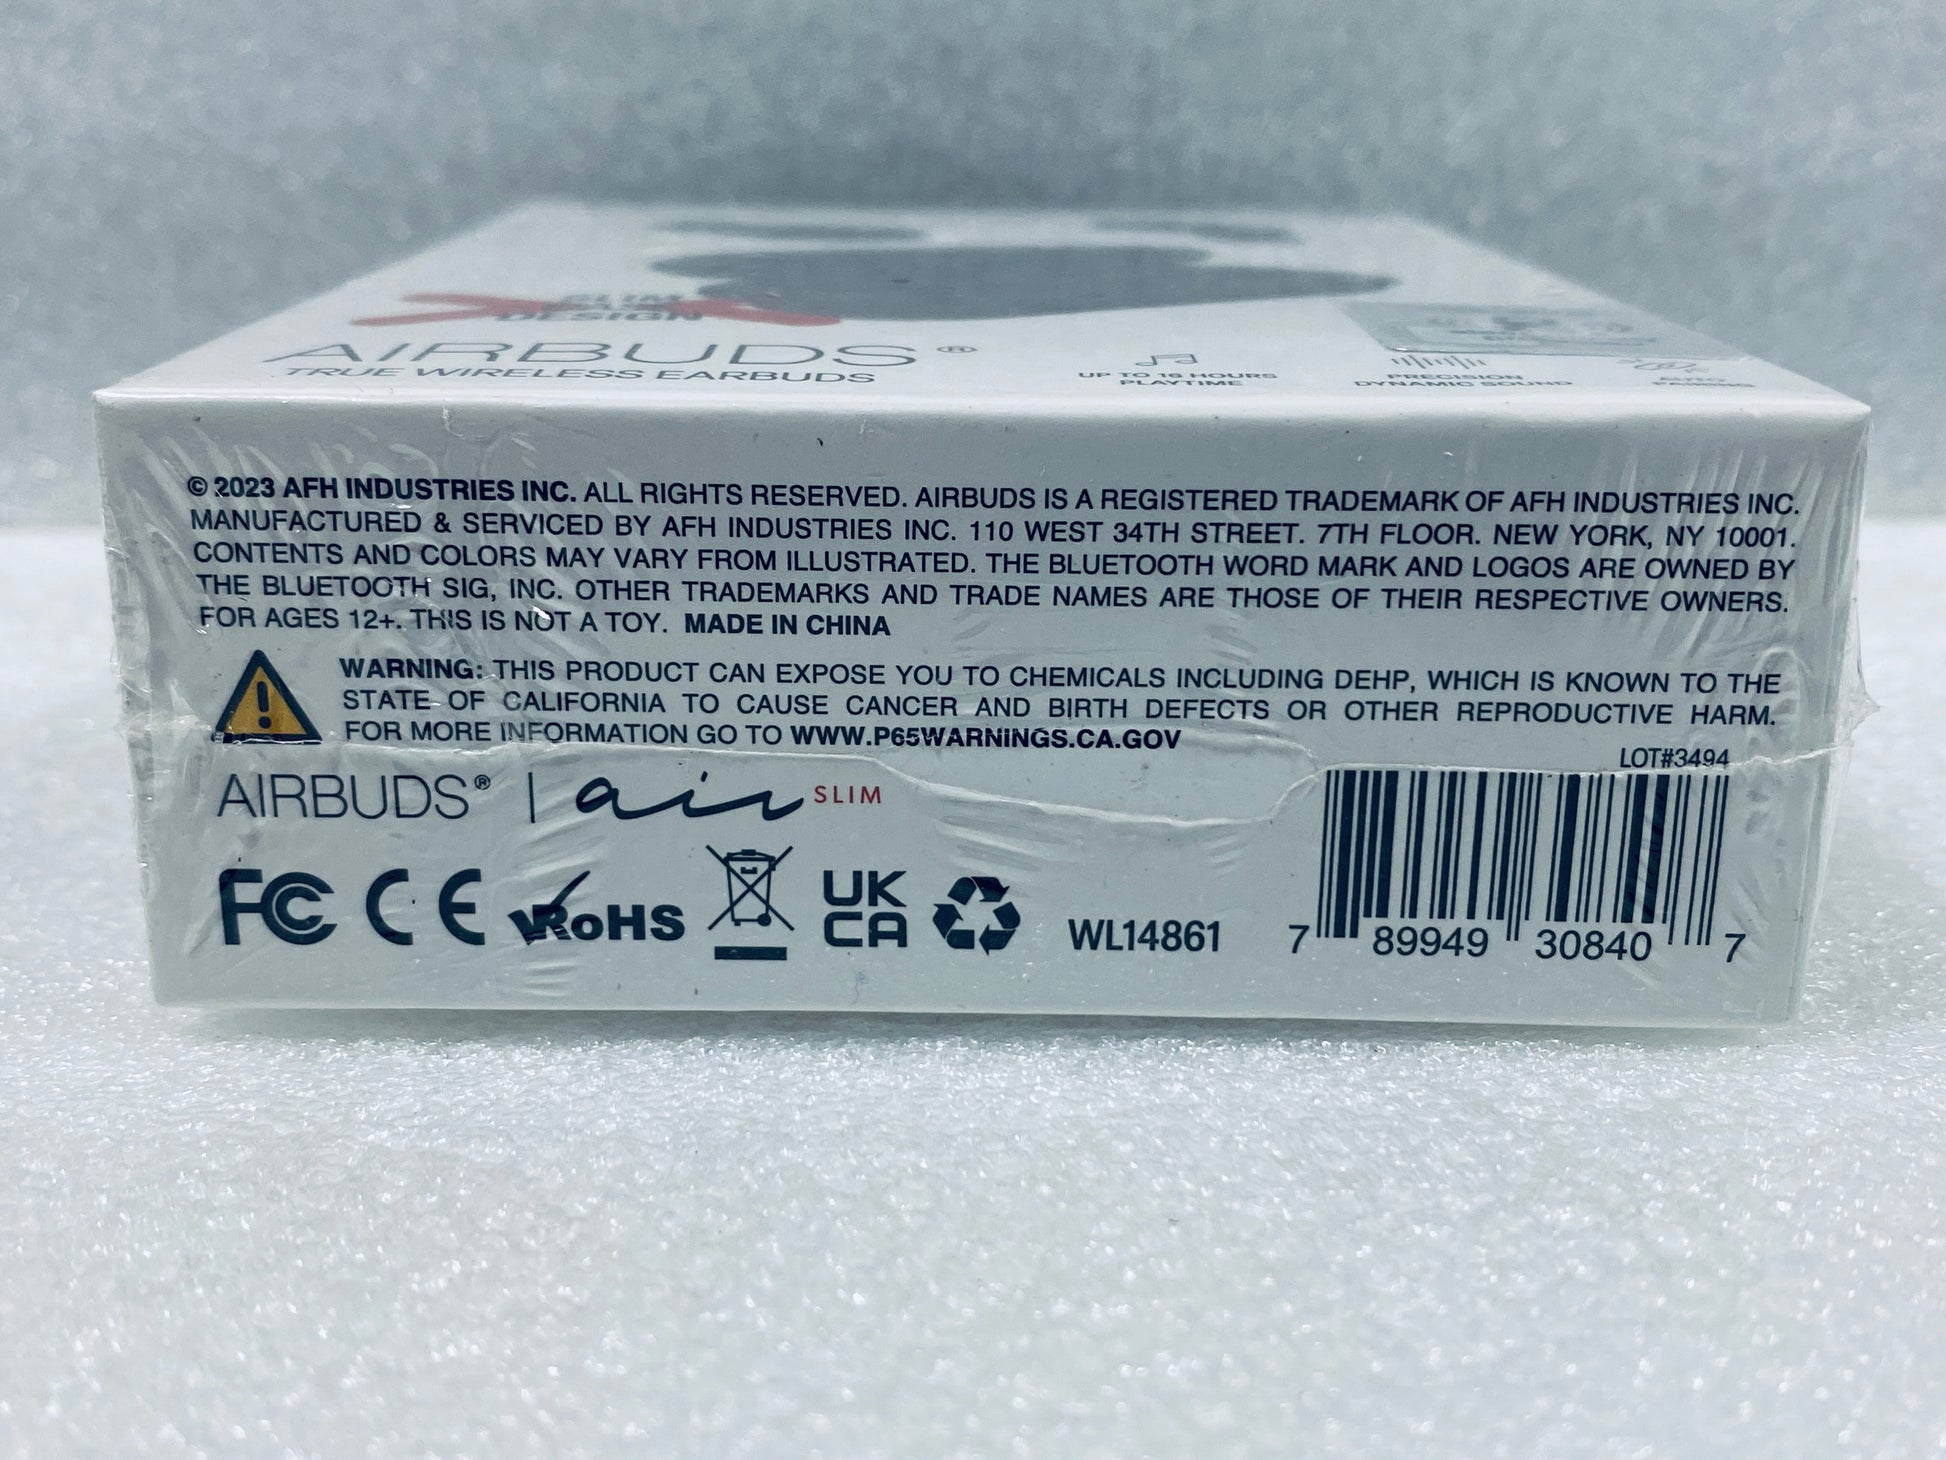 SLIM
DESIGN
AIRBUDS®
TRUE WIRELESS EARBUDS
UP TO 16 HOURS
PLAYTIME
PRECISION
DYNAMIC SOUND
AUTO
© 2023 AFH INDUSTRIES INC. ALL RIGHTS RESERVED. AIRBUDS IS A REGISTERED TRADEMARK OF AFH INDUSTRIES INC.
MANUFACTURED & SERVICED BY AFH INDUSTRIES INC. 110 WEST 34TH STREET. 7TH FLOOR. NEW YORK, NY 10001.
CONTENTS AND COLORS MAY VARY FROM ILLUSTRATED. THE BLUETOOTH WORD MARK AND LOGOS ARE OWNED BY
THE BLUETOOTH SIG, INC. OTHER TRADEMARKS AND TRADE NAMES ARE THOSE OF THEIR RESPECTIVE OWNERS.
FOR AGES 12+. THIS IS NOT A TOY. MADE IN CHINA
WARNING: THIS PRODUCT CAN EXPOSE YOU TO CHEMICALS INCLUDING DEHP, WHICH IS KNOWN TO THE
STATE OF CALIFORNIA TO CAUSE CANCER AND BIRTH DEFECTS OR OTHER REPRODUCTIVE HARM.
FOR MORE INFORMATION GO TO WWW.P65WARNINGS.CA.GOV
LOT#3494
AIRBUDS® | air SLIM
FC CE RoHS UK CA WL14861
7 89949 30840 7